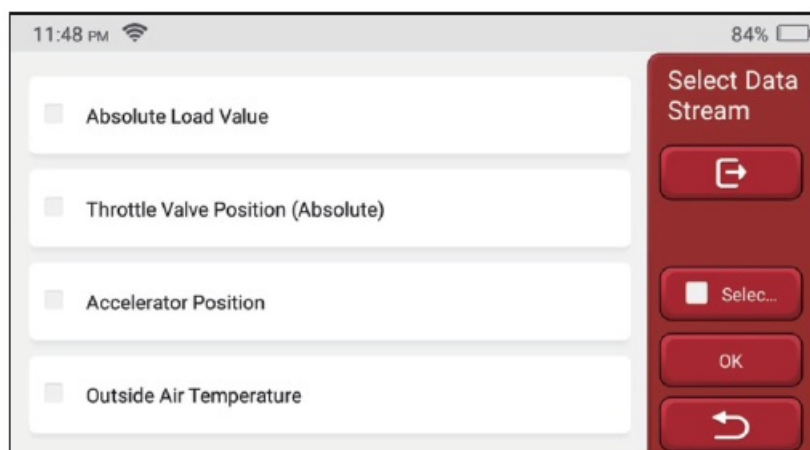 11:48 PM
84%
Select Data
Stream
Absolute Load Value
Throttle Valve Position (Absolute)
Accelerator Position
Selec...
Outside Air Temperature
OK